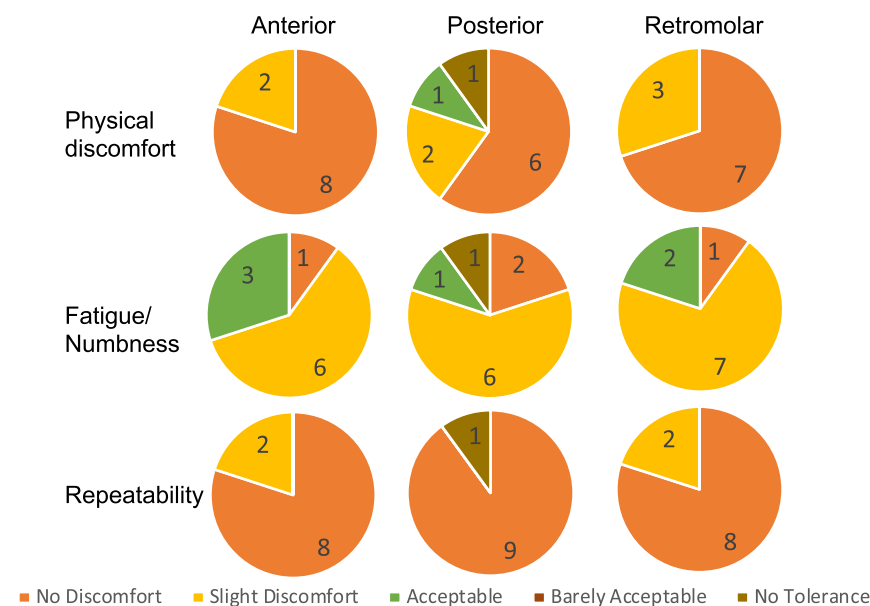 Anterior Posterior Retromolar
Physical
discomfort
2 8
1 1 2 6
3 7
Fatigue/
Numbness
3 1 6
1 1 2 6
2 1 7
Repeatability
2 8
1 9
2 8
No Discomfort Slight Discomfort Acceptable Barely Acceptable No Tolerance